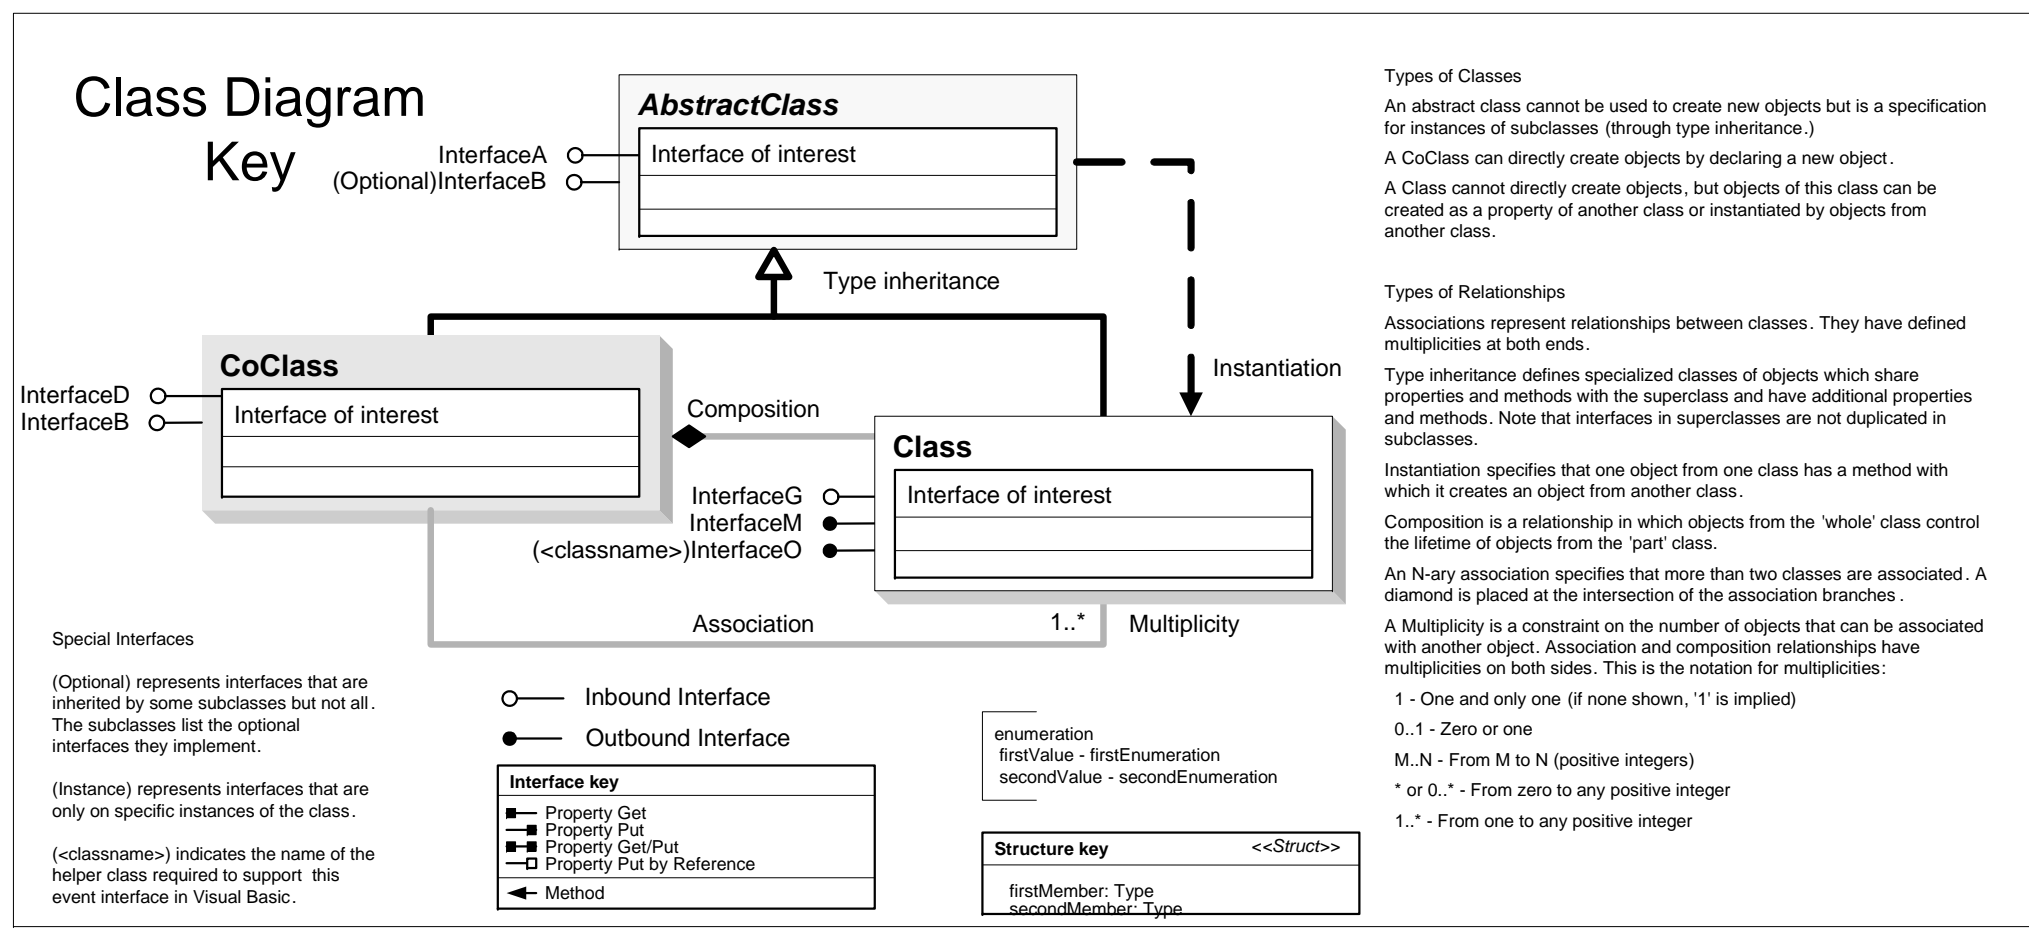 Class Diagram
Key
AbstractClass
Interface of interest
InterfaceA
(Optional)InterfaceB
Type inheritance
Instantiation
CoClass
Interface of interest
InterfaceD
InterfaceB
Composition
Class
Interface of interest
InterfaceG
InterfaceM
(<classname>)InterfaceO
Association
1..*
Multiplicity
Special Interfaces
(Optional) represents interfaces that are
inherited by some subclasses but not all.
The subclasses list the optional
interfaces they implement.
(Instance) represents interfaces that are
only on specific instances of the class.
(<classname>) indicates the name of the
helper class required to support this
event interface in Visual Basic.
Inbound Interface
Outbound Interface
Interface key
Property Get
Property Put
Property Get/Put
Property Put by Reference
Method
enumeration
firstValue - firstEnumeration
secondValue - secondEnumeration
Structure key
<<Struct>>
firstMember: Type
secondMember: Type
Types of Classes
An abstract class cannot be used to create new objects but is a specification
for instances of subclasses (through type inheritance.)
A CoClass can directly create objects by declaring a new object.
A Class cannot directly create objects, but objects of this class can be
created as a property of another class or instantiated by objects from
another class.
Types of Relationships
Associations represent relationships between classes. They have defined
multiplicities at both ends.
Type inheritance defines specialized classes of objects which share
properties and methods with the superclass and have additional properties
and methods. Note that interfaces in superclasses are not duplicated in
subclasses.
Instantiation specifies that one object from one class has a method with
which it creates an object from another class.
Composition is a relationship in which objects from the 'whole' class control
the lifetime of objects from the 'part' class.
An N-ary association specifies that more than two classes are associated. A
diamond is placed at the intersection of the association branches.
A Multiplicity is a constraint on the number of objects that can be associated
with another object. Association and composition relationships have
multiplicities on both sides. This is the notation for multiplicities:
1 - One and only one (if none shown, '1' is implied)
0..1 - Zero or one
M..N - From M to N (positive integers)
* or 0..* - From zero to any positive integer
1..* - From one to any positive integer